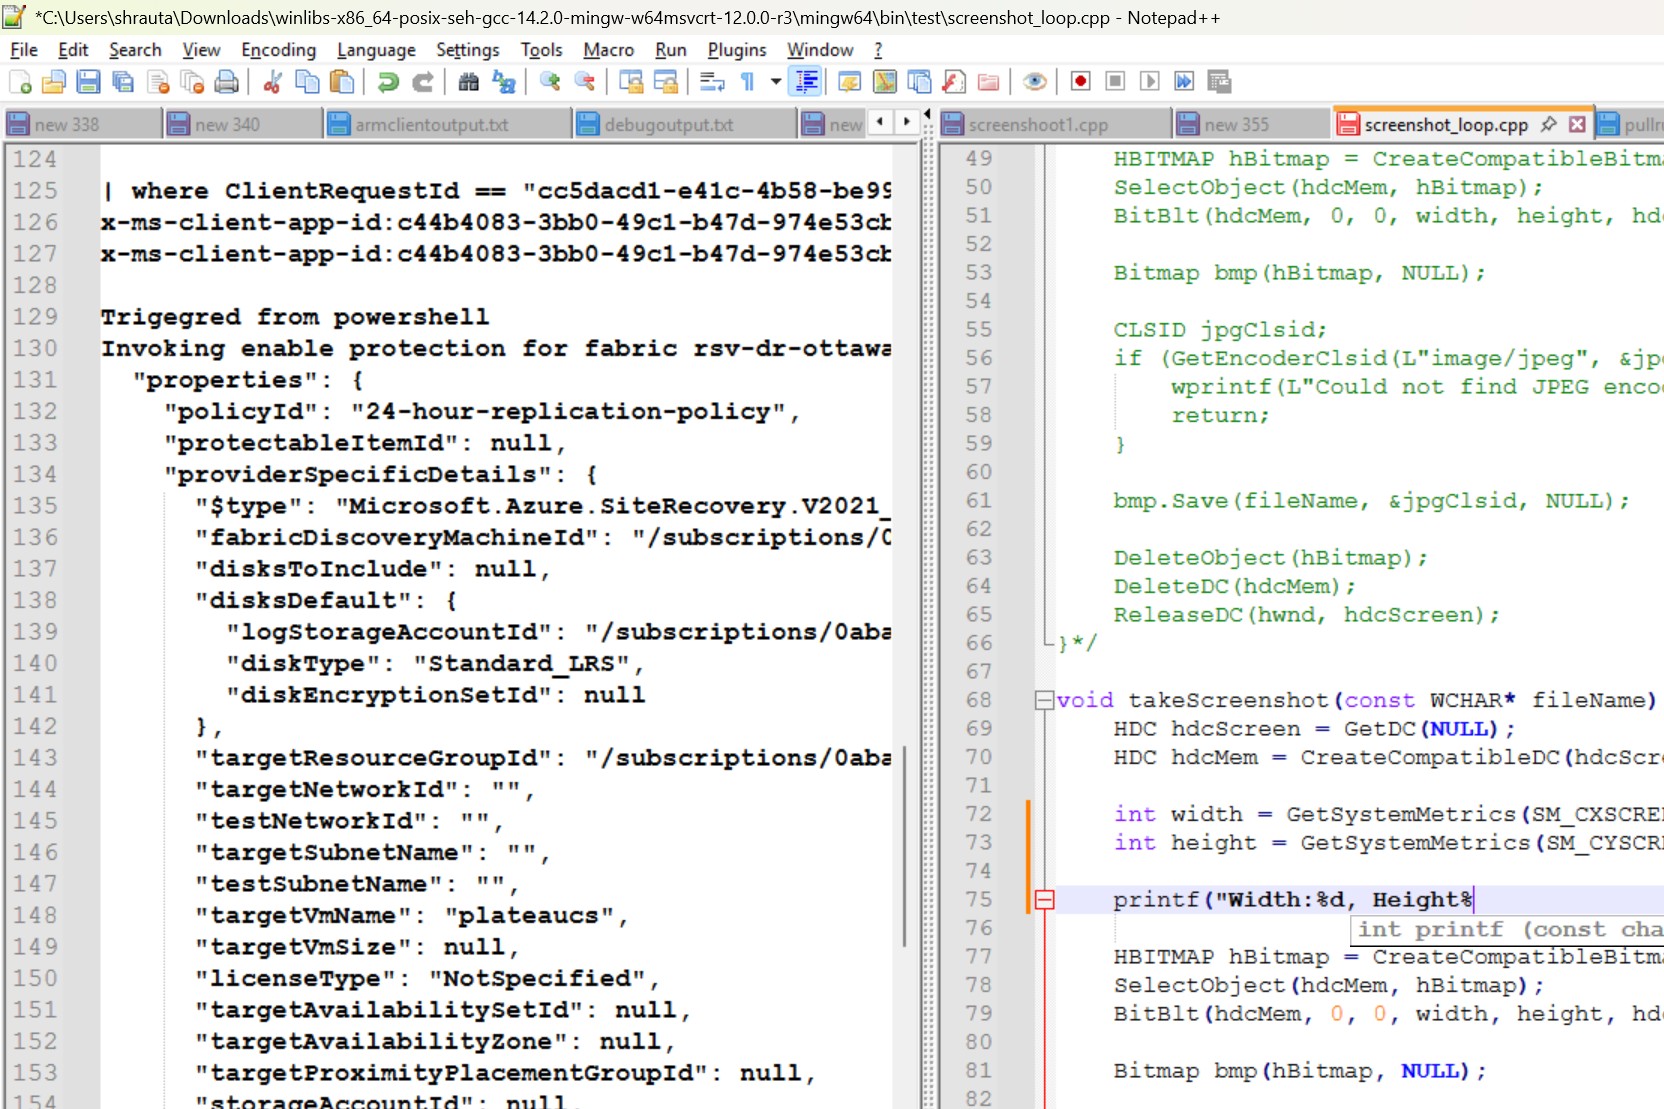 *C:\Users\shrauta\Downloads\winlibs-x86_64-posix-seh-gcc-14.2.0-mingw-w64msvcrt-12.0.0-r3\mingw64\bin\test\screenshot_loop.cpp - Notepad++
File Edit Search View Encoding Language Settings Tools Macro Run Plugins Window ?
new 338 new 340 armclientoutput.txt debugoutput.txt new
124
125 | where ClientRequestId == "cc5dacd1-e41c-4b58-be99
126 x-ms-client-app-id:c44b4083-3bb0-49c1-b47d-974e53cb
127 x-ms-client-app-id:c44b4083-3bb0-49c1-b47d-974e53cb
128
129 Trigegred from powershell
130 Invoking enable protection for fabric rsv-dr-ottawa
131 "properties": {
132 "policyId": "24-hour-replication-policy",
133 "protectableItemId": null,
134 "providerSpecificDetails": {
135 "$type": "Microsoft.Azure.SiteRecovery.V2021_
136 "fabricDiscoveryMachineId": "/subscriptions/0
137 "disksToInclude": null,
138 "disksDefault": {
139 "logStorageAccountId": "/subscriptions/0aba
140 "diskType": "Standard_LRS",
141 "diskEncryptionSetId": null
142 },
143 "targetResourceGroupId": "/subscriptions/0aba
144 "targetNetworkId": "",
145 "testNetworkId": "",
146 "targetSubnetName": "",
147 "testSubnetName": "",
148 "targetVmName": "plateaucs",
149 "targetVmSize": null,
150 "licenseType": "NotSpecified",
151 "targetAvailabilitySetId": null,
152 "targetAvailabilityZone": null,
153 "targetProximityPlacementGroupId": null,
154 "storageAccountId": null,
screenshoot1.cpp new 355 screenshot_loop.cpp pullr
49 HBITMAP hBitmap = CreateCompatibleBitma
50 SelectObject(hdcMem, hBitmap);
51 BitBlt(hdcMem, 0, 0, width, height, hd
52
53 Bitmap bmp(hBitmap, NULL);
54
55 CLSID jpgClsid;
56 if (GetEncoderClsid(L"image/jpeg", &jp
57 wprintf(L"Could not find JPEG enco
58 return;
59 }
60
61 bmp.Save(fileName, &jpgClsid, NULL);
62
63 DeleteObject(hBitmap);
64 DeleteDC(hdcMem);
65 ReleaseDC(hwnd, hdcScreen);
66 }*/
67
68 void takeScreenshot(const WCHAR* fileName)
69 HDC hdcScreen = GetDC(NULL);
70 HDC hdcMem = CreateCompatibleDC(hdcScr
71
72 int width = GetSystemMetrics(SM_CXSCREE
73 int height = GetSystemMetrics(SM_CYSCR
74
75 printf("Width:%d, Height%
76 int printf (const cha
77 HBITMAP hBitmap = CreateCompatibleBitma
78 SelectObject(hdcMem, hBitmap);
79 BitBlt(hdcMem, 0, 0, width, height, hd
80
81 Bitmap bmp(hBitmap, NULL);
82